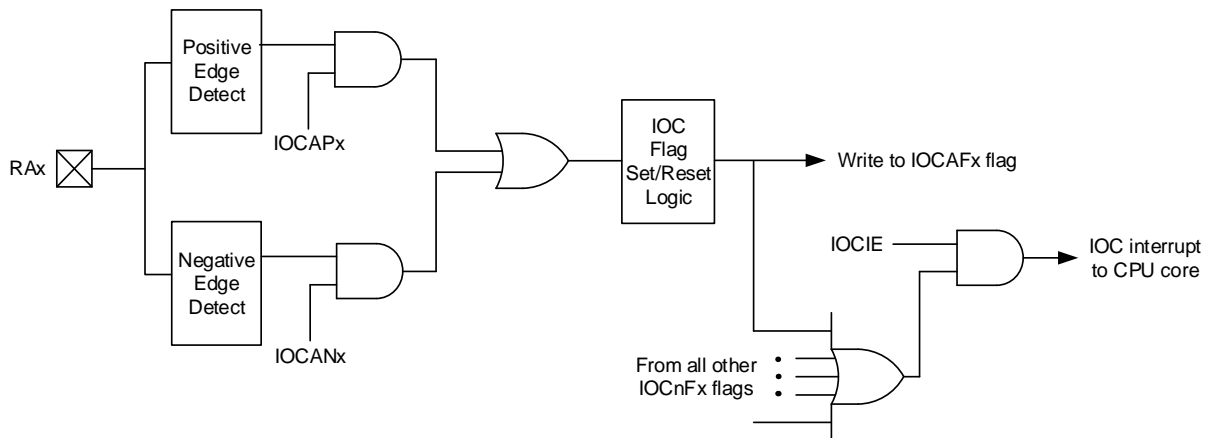 Positive
Edge
Detect
IOCAPx
RAx
Negative
Edge
Detect
IOCANx
IOC
Flag
Set/Reset
Logic
Write to IOCAFx flag
IOCIE
IOC interrupt
to CPU core
From all other
IOCnFx flags